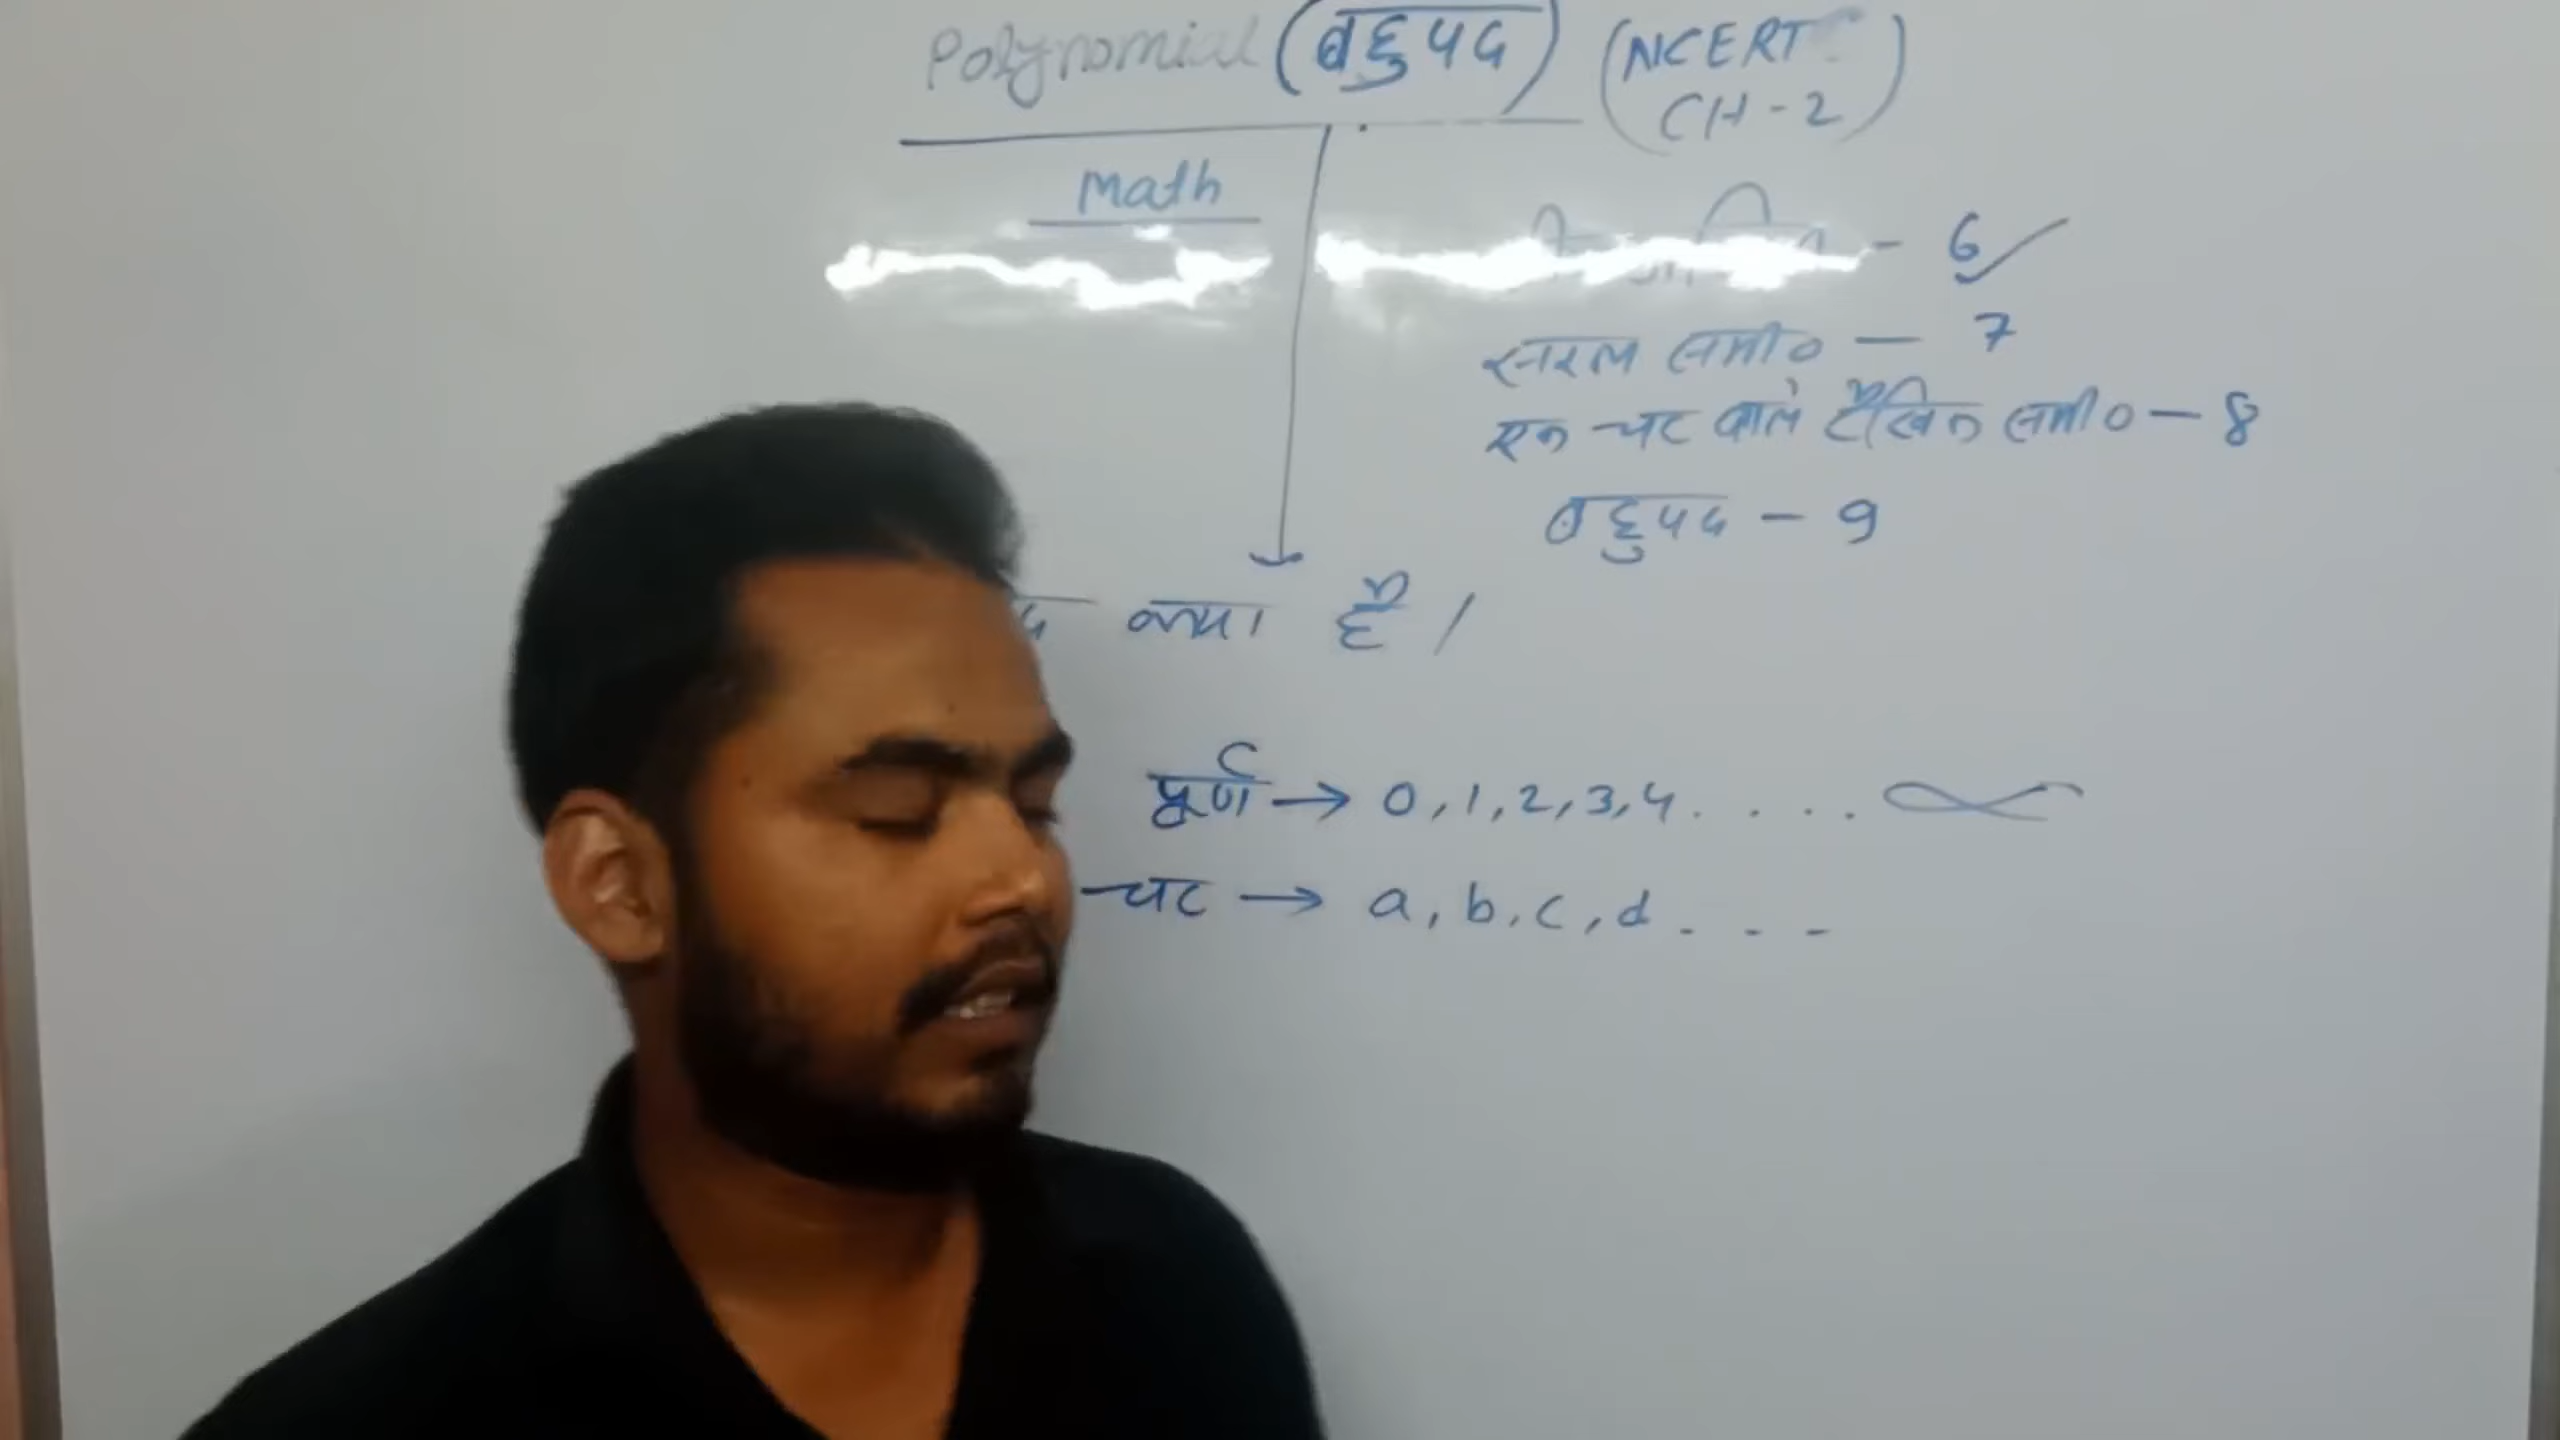 Polynomial (बहुपद) (NCERT
CH-2)
Math
- 6
सरल समी० — 7
एक चर वाले रैखिक समी० — 8
बहुपद — 9
क्या है /
पूर्ण → 0, 1, 2, 3, 4 . . . . ∞
चर → a, b, c, d . . .